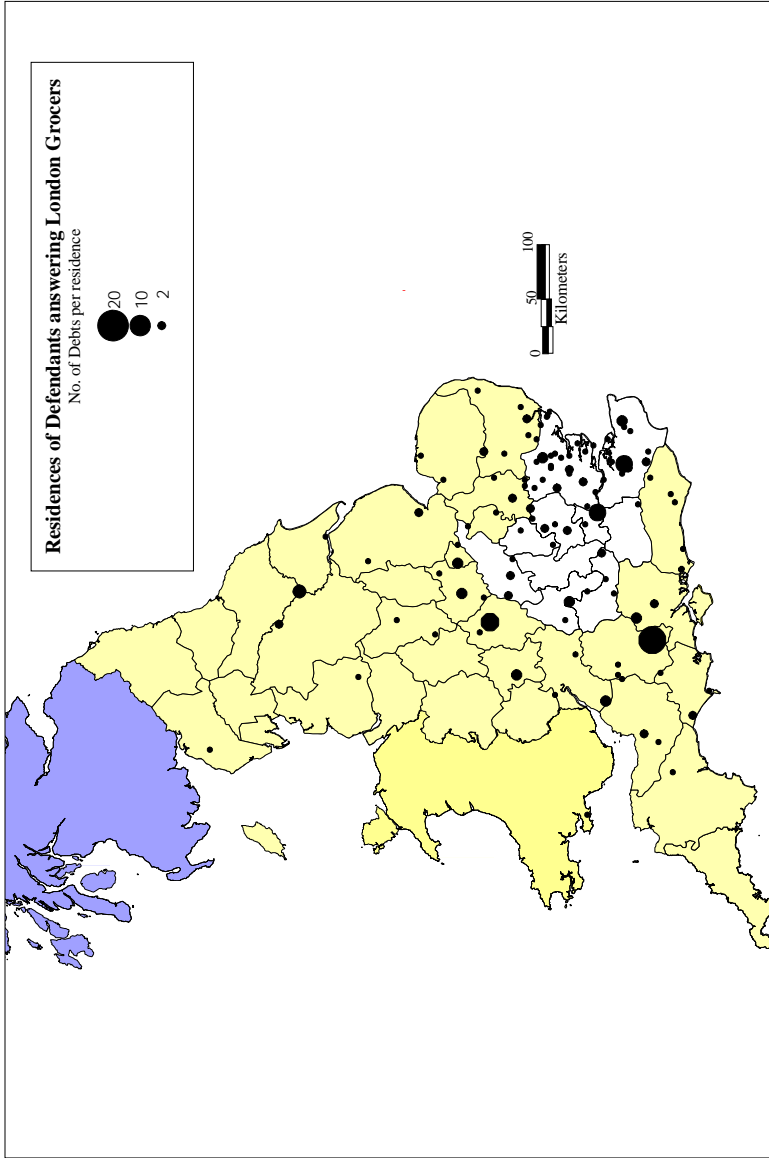 Residences of Defendants answering London Grocers
No. of Debts per residence
20
10
2
0 50 100
Kilometers